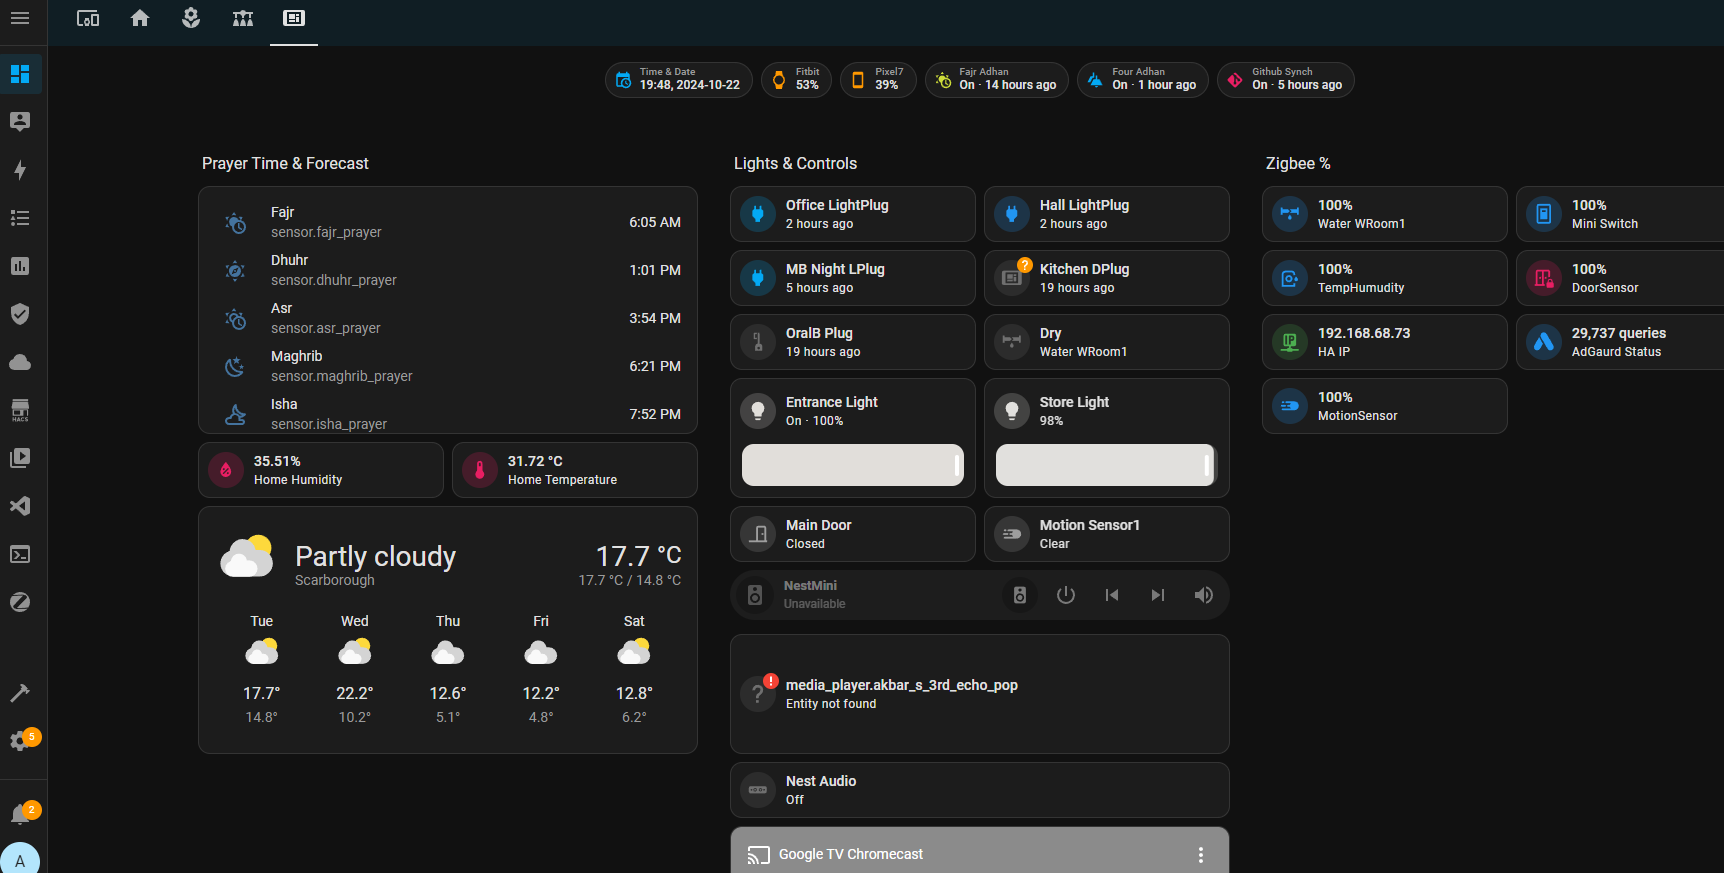 Time & Date
19:48, 2024-10-22
Fitbit
53%
Pixel7
39%
Fajr Adhan
On · 14 hours ago
Four Adhan
On · 1 hour ago
Github Synch
On · 5 hours ago
Prayer Time & Forecast
Fajr
sensor.fajr_prayer
6:05 AM
Dhuhr
sensor.dhuhr_prayer
1:01 PM
Asr
sensor.asr_prayer
3:54 PM
Maghrib
sensor.maghrib_prayer
6:21 PM
Isha
sensor.isha_prayer
7:52 PM
35.51%
Home Humidity
31.72 °C
Home Temperature
Partly cloudy
Scarborough
17.7 °C
17.7 °C / 14.8 °C
Tue
Wed
Thu
Fri
Sat
17.7°
22.2°
12.6°
12.2°
12.8°
14.8°
10.2°
5.1°
4.8°
6.2°
Lights & Controls
Office LightPlug
2 hours ago
Hall LightPlug
2 hours ago
MB Night LPlug
5 hours ago
?
Kitchen DPlug
19 hours ago
OralB Plug
19 hours ago
Dry
Water WRoom1
Entrance Light
On · 100%
Store Light
98%
Main Door
Closed
Motion Sensor1
Clear
NestMini
Unavailable
?
!
media_player.akbar_s_3rd_echo_pop
Entity not found
Nest Audio
Off
Google TV Chromecast
Zigbee %
100%
Water WRoom1
100%
Mini Switch
100%
TempHumudity
100%
DoorSensor
192.168.68.73
HA IP
29,737 queries
AdGaurd Status
100%
MotionSensor
HACS
5
2
A